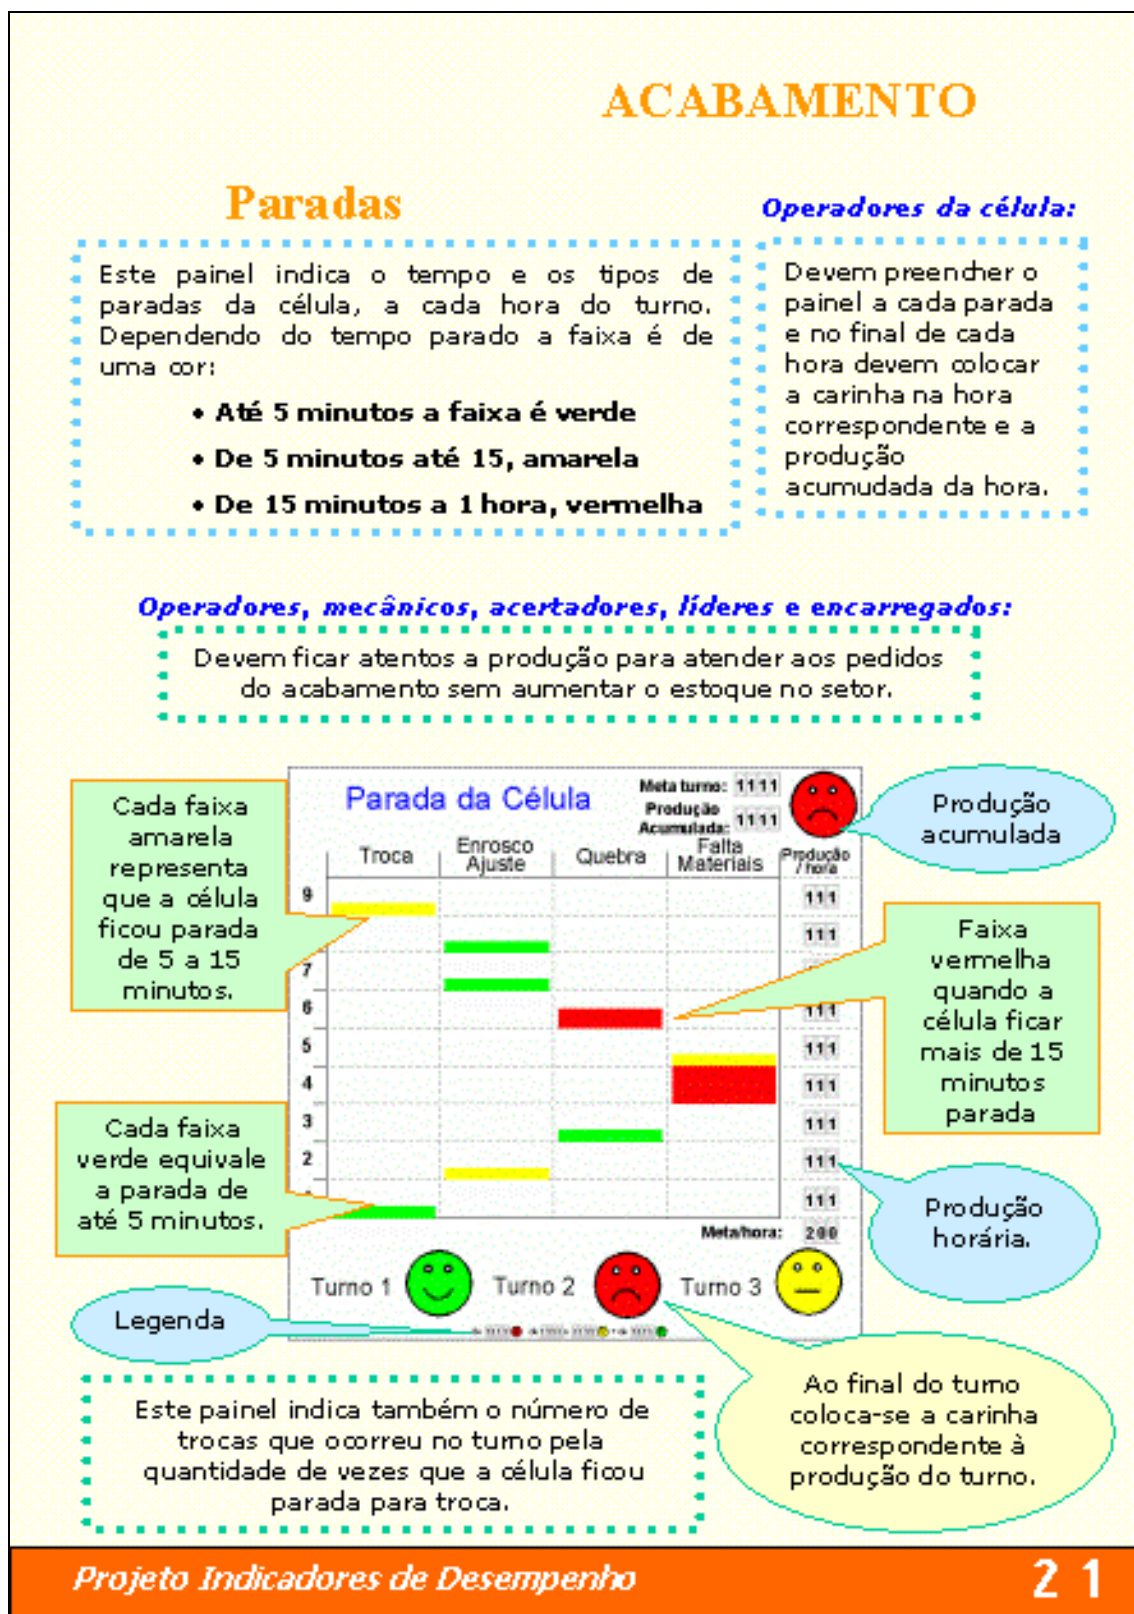 ACABAMENTO
Paradas
Operadores da célula:
Este painel indica o tempo e os tipos de
paradas da célula, a cada hora do turno.
Dependendo do tempo parado a faixa é de
uma cor:
• Até 5 minutos a faixa é verde
• De 5 minutos até 15, amarela
• De 15 minutos a 1 hora, vermelha
Devem preencher o
painel a cada parada
e no final de cada
hora devem colocar
a carinha na hora
correspondente e a
produção
acumudada da hora.
Operadores, mecânicos, acertadores, líderes e encarregados:
Devem ficar atentos a produção para atender aos pedidos
do acabamento sem aumentar o estoque no setor.
Cada faixa
amarela
representa
que a célula
ficou parada
de 5 a 15
minutos.
Cada faixa
verde equivale
a parada de
até 5 minutos.
Legenda
Parada da Célula
Meta turno: 1111
Produção
Acumulada: 1111
Troca
Enrosco
Ajuste
Quebra
Falta
Materiais
Produção
/ hora
9
7
6
5
4
3
2
111
111
111
111
111
111
111
111
Meta/hora: 200
Turno 1
Turno 2
Turno 3
Produção
acumulada
Faixa
vermelha
quando a
célula ficar
mais de 15
minutos
parada
Produção
horária.
Ao final do turno
coloca-se a carinha
correspondente à
produção do turno.
Este painel indica também o número de
trocas que ocorreu no turno pela
quantidade de vezes que a célula ficou
parada para troca.
Projeto Indicadores de Desempenho
2 1